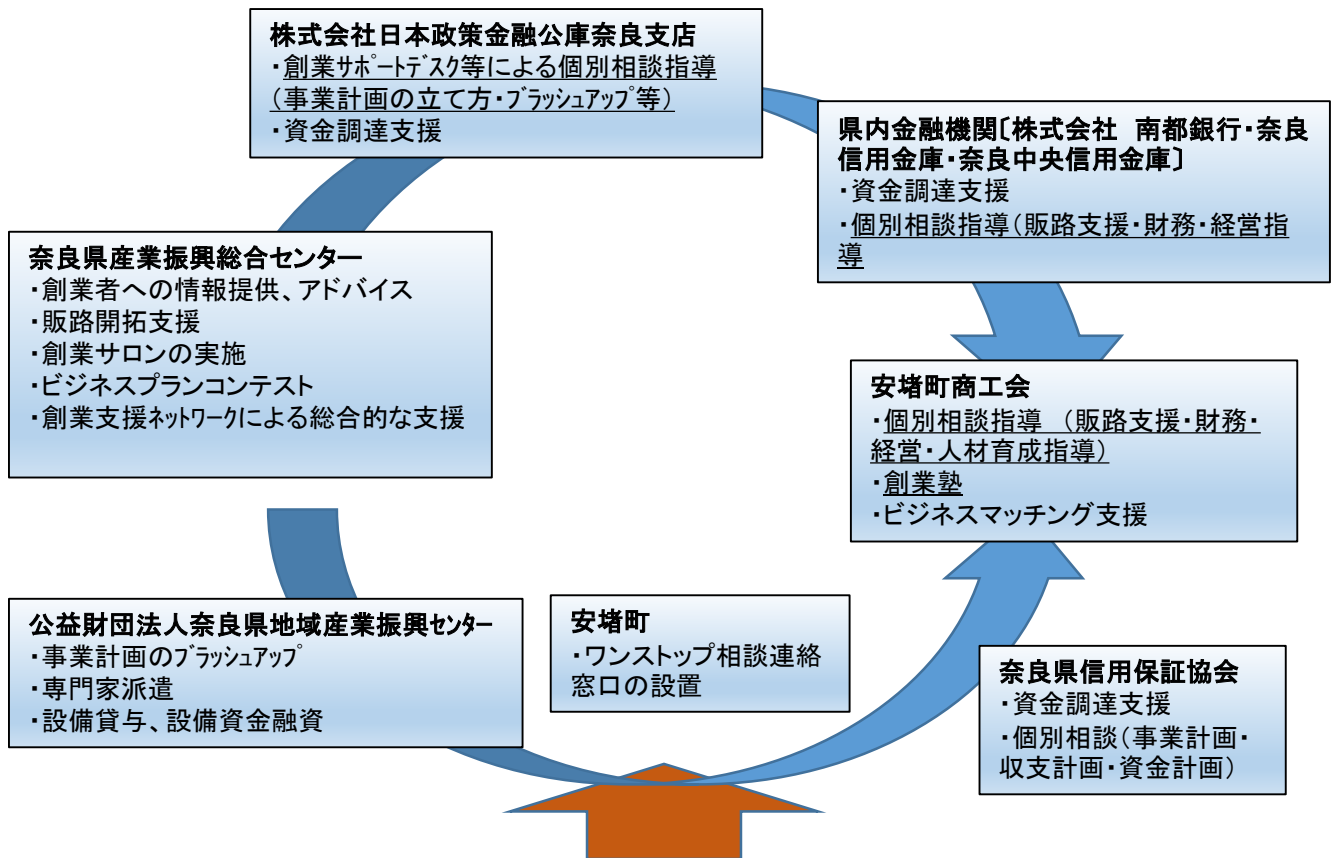 株式会社日本政策金融公庫奈良支店
・創業ｻﾎﾟｰﾄﾃﾞｽｸ等による個別相談指導
（事業計画の立て方・ﾌﾞﾗｯｼｭｱｯﾌﾟ等）
・資金調達支援
県内金融機関〔株式会社　南都銀行・奈良
信用金庫・奈良中央信用金庫〕
・資金調達支援
・個別相談指導（販路支援・財務・経営指
導
奈良県産業振興総合センター
・創業者への情報提供、アドバイス
・販路開拓支援
・創業サロンの実施
・ビジネスプランコンテスト
・創業支援ﾈｯﾄﾜｰｸによる総合的な支援
安堵町商工会
・個別相談指導　（販路支援・財務・
経営・人材育成指導）
・創業塾
・ビジネスマッチング支援
公益財団法人奈良県地域産業振興ｾﾝﾀｰ
・事業計画のﾌﾞﾗｯｼｭｱｯﾌﾟ
・専門家派遣
・設備貸与、設備資金融資
安堵町
・ワンストップ相談連絡
窓口の設置
奈良県信用保証協会
・資金調達支援
・個別相談（事業計画・
収支計画・資金計画）